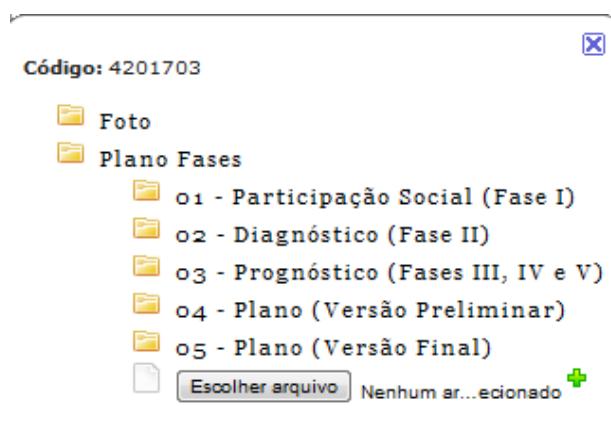 Código: 4201703
Foto
Plano Fases
01 - Participação Social (Fase I)
02 - Diagnóstico (Fase II)
03 - Prognóstico (Fases III, IV e V)
04 - Plano (Versão Preliminar)
05 - Plano (Versão Final)
Escolher arquivo Nenhum ar...ecionado